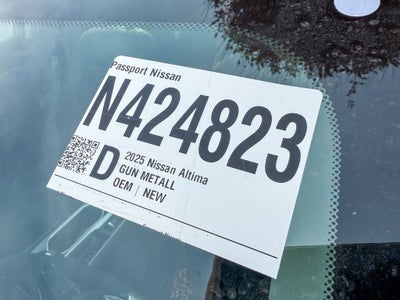 Passport Nissan
N424823
D
2025 Nissan Altima
GUN METALL
OEM | NEW